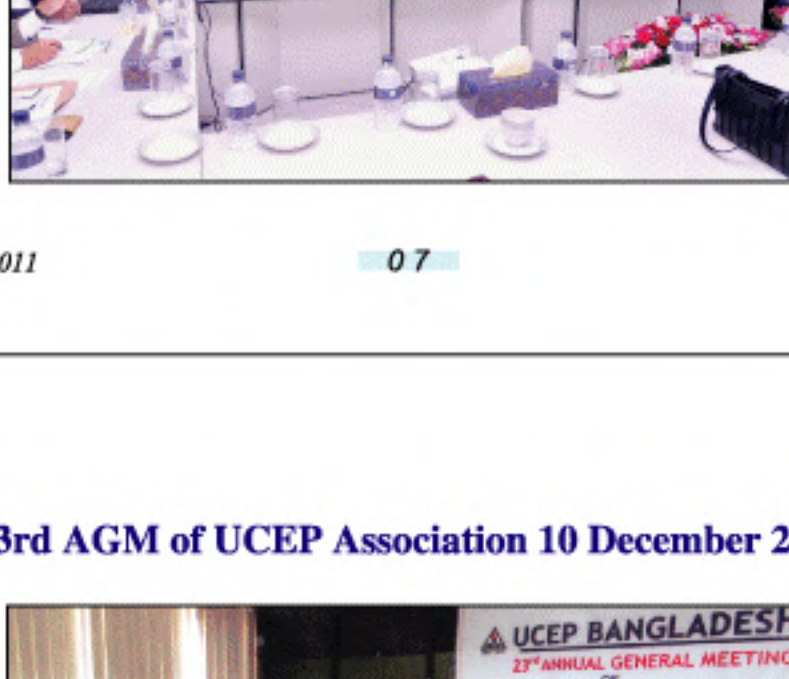 011
07
3rd AGM of UCEP Association 10 December 2
UCEP BANGLADESH
23rd ANNUAL GENERAL MEETING